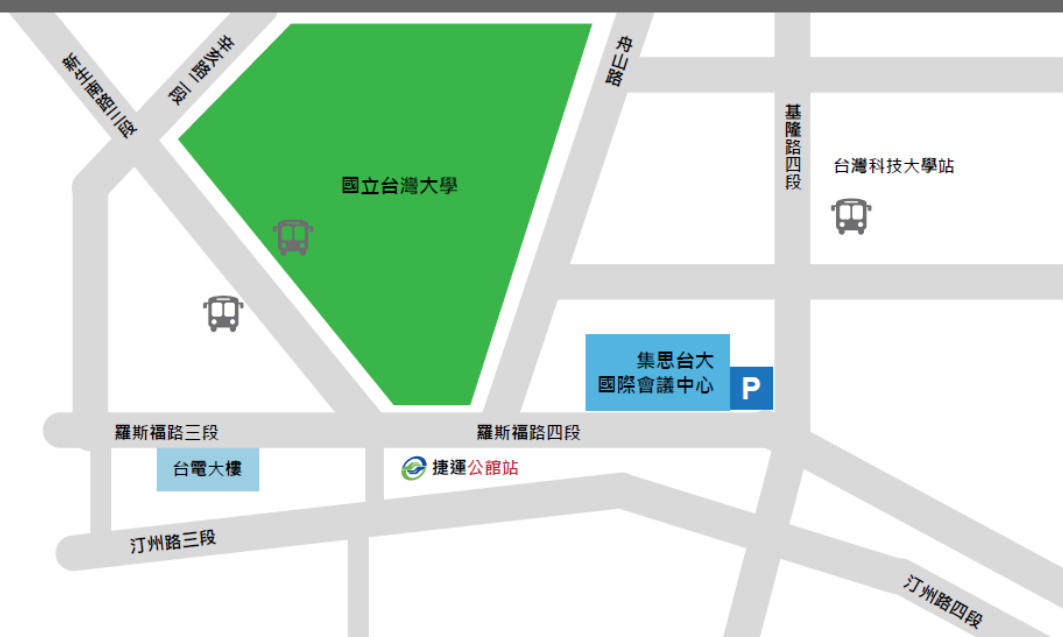 新生南路三段
辛亥路二段
舟山路
基隆路四段
台灣科技大學站
國立台灣大學
集思台大
國際會議中心
P
羅斯福路三段
羅斯福路四段
台電大樓
捷運公館站
汀州路三段
汀州路四段